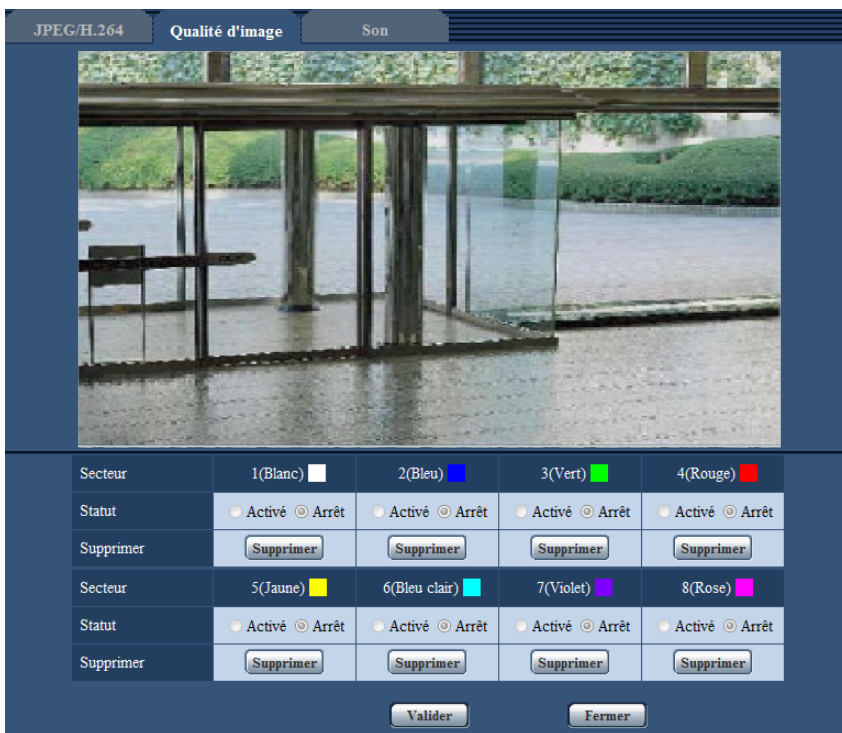 JPEG/H.264 Qualité d'image Son
Secteur 1(Blanc) 2(Bleu) 3(Vert) 4(Rouge)
Statut Activé Arrêt Activé Arrêt Activé Arrêt Activé Arrêt
Supprimer Supprimer Supprimer Supprimer Supprimer
Secteur 5(Jaune) 6(Bleu clair) 7(Violet) 8(Rose)
Statut Activé Arrêt Activé Arrêt Activé Arrêt Activé Arrêt
Supprimer Supprimer Supprimer Supprimer Supprimer
Valider Fermer